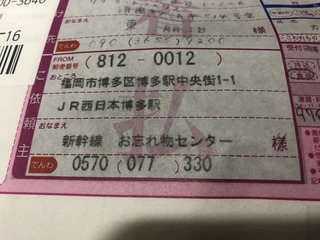 -16
090 (3655) 9200
FROM (812-0012)
郵便番号
おところ
福岡市博多区博多駅中央街1-1
JR西日本博多駅
おなまえ
新幹線 お忘れ物センター 様
でんわ 0570 (077) 330
ご依頼主
おなまえ
様
でんわ